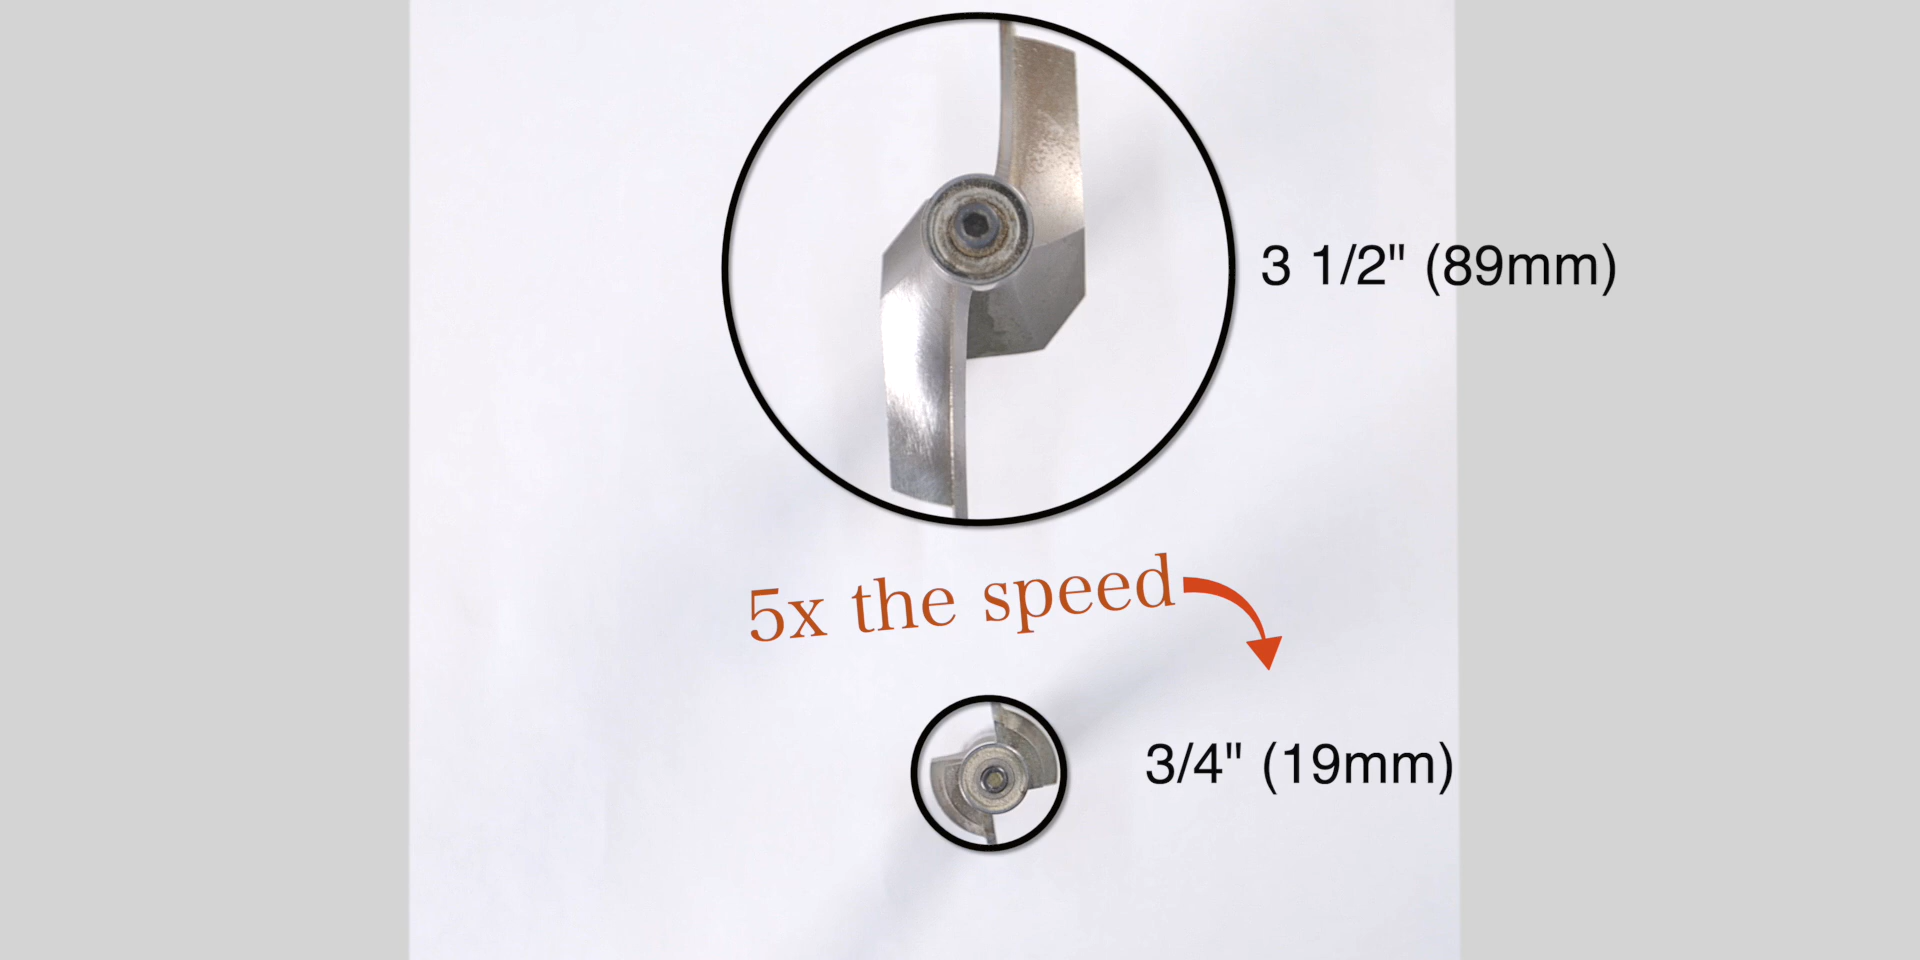 3 1/2" (89mm)
5x the speed
3/4" (19mm)